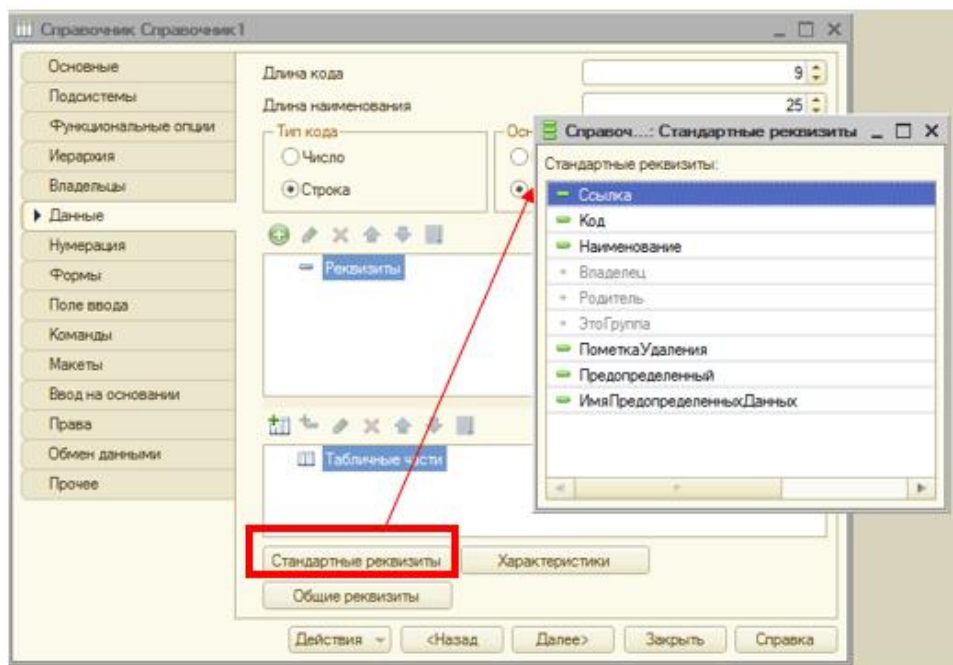 Справочник Справочник1
Основные
Подсистемы
Функциональные опции
Иерархия
Владельцы
Данные
Нумерация
Формы
Поле ввода
Команды
Макеты
Ввод на основании
Права
Обмен данными
Прочее
Длина кода 9
Длина наименования 25
Тип кода
Число
Строка
Реквизиты
Табличные части
Стандартные реквизиты Характеристики
Общие реквизиты
Действия <Назад Далее> Закрыть Справка
Справоч...: Стандартные реквизиты
Стандартные реквизиты:
Ссылка
Код
Наименование
Владелец
Родитель
ЭтоГруппа
ПометкаУдаления
Предопределенный
ИмяПредопределенныхДанных